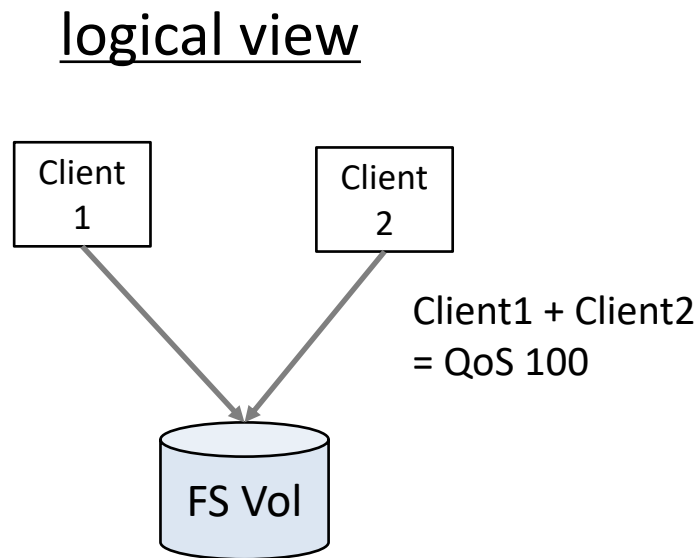 logical view
Client
1
Client
2
Client1 + Client2
= QoS 100
FS Vol